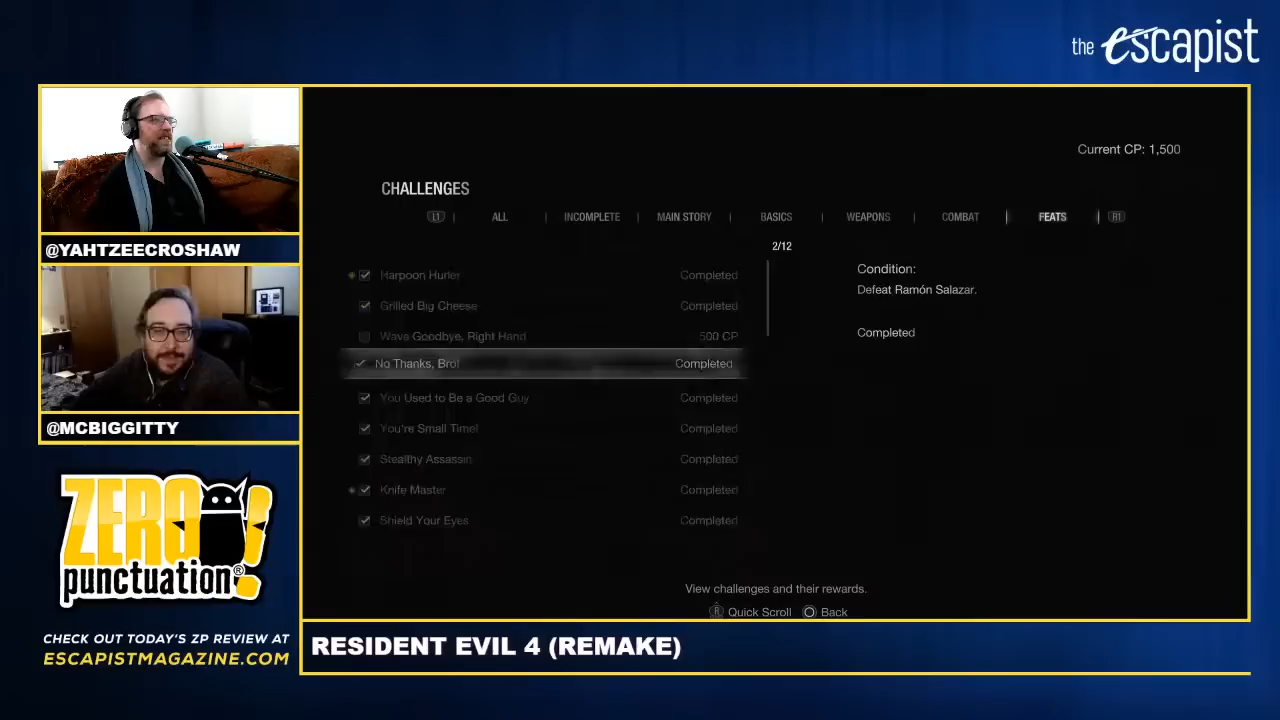 the escapist
Current CP: 1,500
CHALLENGES
L1 ALL INCOMPLETE MAIN STORY BASICS WEAPONS COMBAT FEATS R1
2/12
Harpoon Hurler Completed
Grilled Big Cheese Completed
Wave Goodbye, Right Hand 500 CP
No Thanks, Bro! Completed
You Used to Be a Good Guy Completed
You're Small Time! Completed
Stealthy Assassin Completed
Knife Master Completed
Shield Your Eyes Completed
Condition:
Defeat Ramón Salazar.
Completed
View challenges and their rewards.
R Quick Scroll Back
@YAHTZEECROSHAW
@MCBIGGITTY
ZERO
punctuation®!
CHECK OUT TODAY'S ZP REVIEW AT
ESCAPISTMAGAZINE.COM
RESIDENT EVIL 4 (REMAKE)